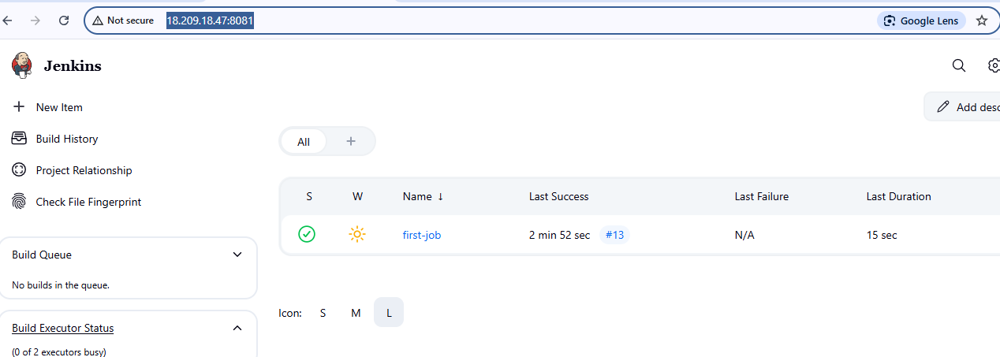 Not secure 18.209.18.47:8081 Google Lens
Jenkins
New Item
Add desc
Build History
All +
Project Relationship
Check File Fingerprint
S W Name ↓ Last Success Last Failure Last Duration
first-job 2 min 52 sec #13 N/A 15 sec
Build Queue
No builds in the queue.
Icon: S M L
Build Executor Status
(0 of 2 executors busy)